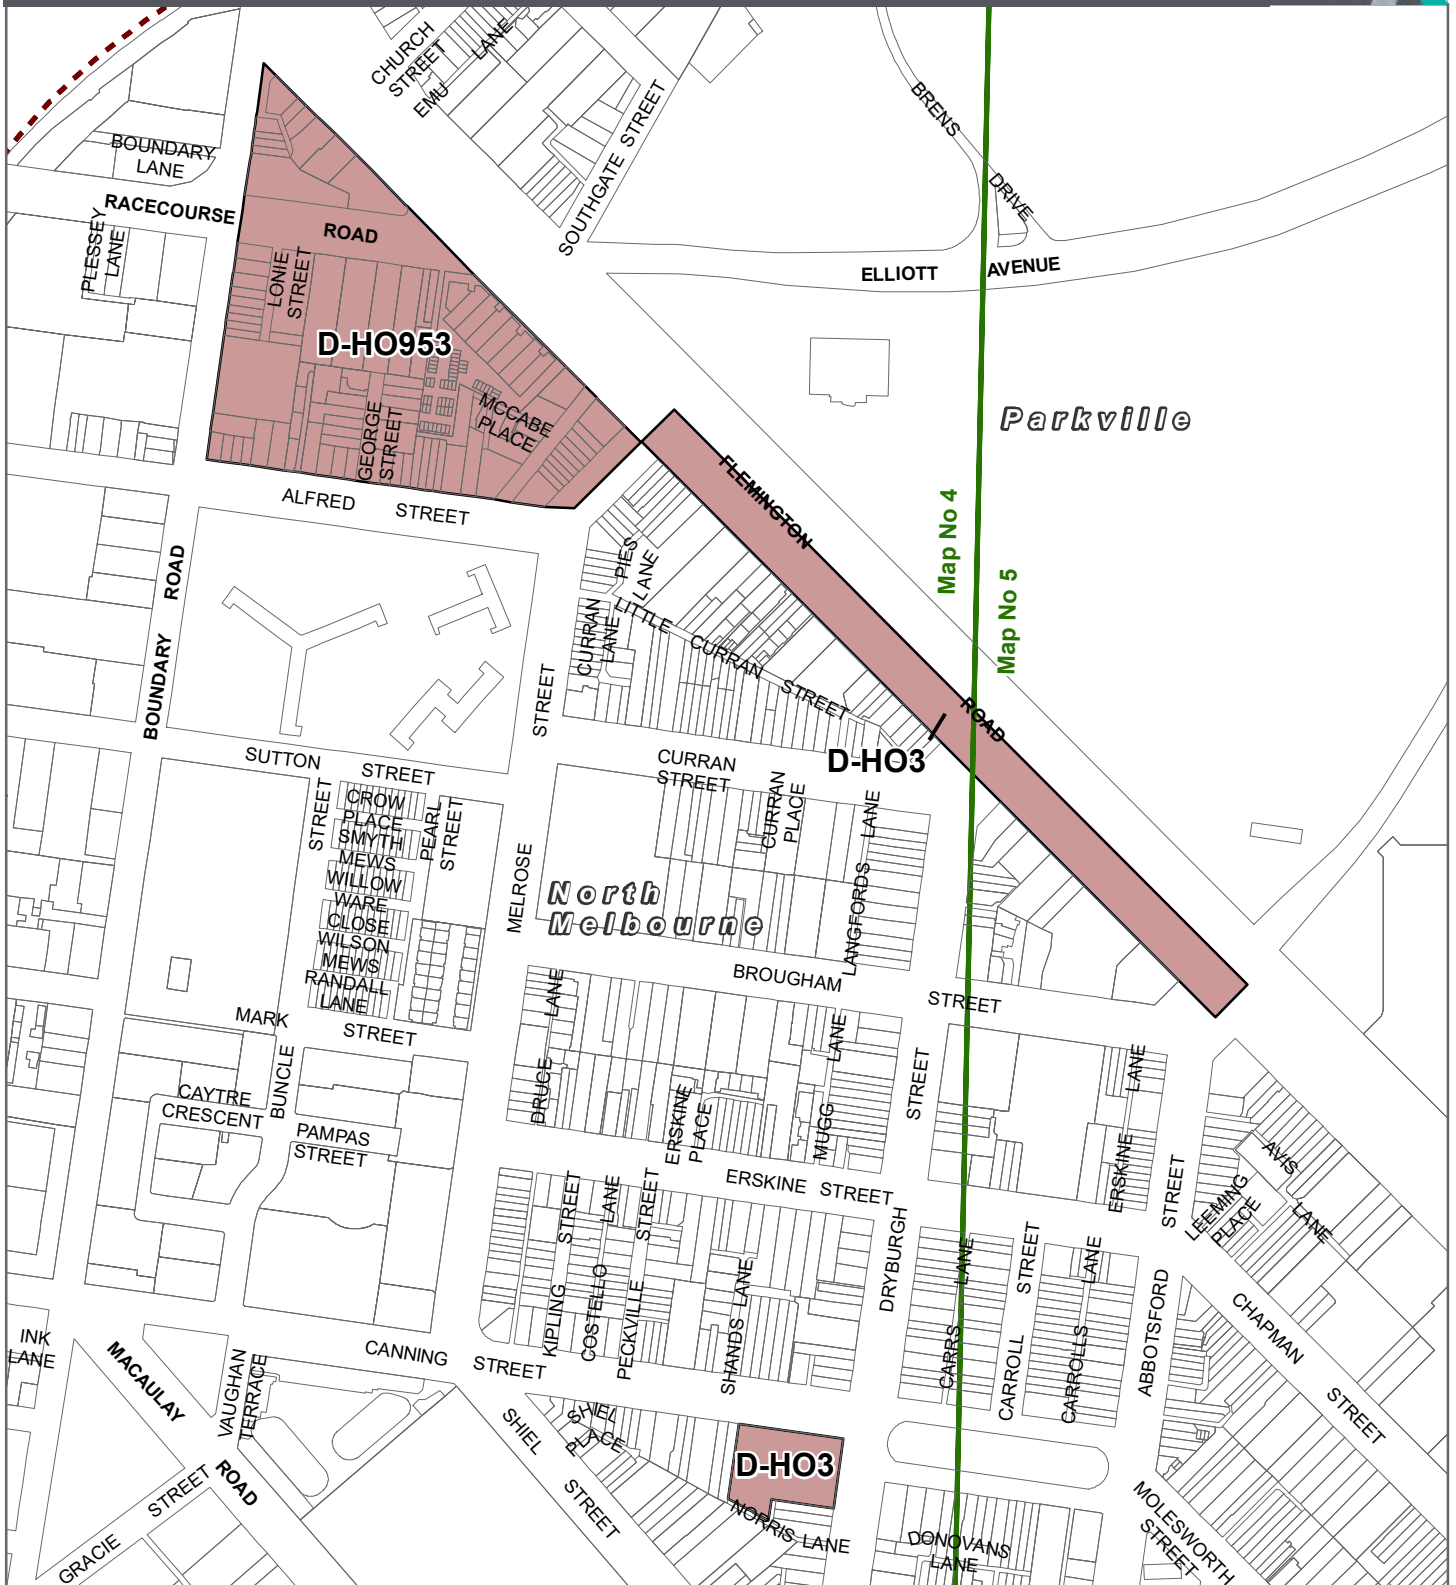 CHURCH
STREET
EMU
LANE
SOUTHGATE STREET
BRENS
DRIVE
BOUNDARY
LANE
RACECOURSE
ROAD
PLESSEY
LANE
LONIE
STREET
ELLIOTT AVENUE
D-HO953
MCCABE
PLACE
GEORGE
STREET
Parkville
FLEMINGTON
ROAD
ALFRED STREET
Map No 4
Map No 5
PIES
LANE
BOUNDARY ROAD
CURRAN
LANE
LITTLE CURRAN STREET
D-HO3
SUTTON STREET
CURRAN
STREET
CURRAN
PLACE
LANGFORDS LANE
MELROSE STREET
BUNCLE STREET
CROW
PLACE
SMYTH
MEWS
WILLOW
WARE
CLOSE
WILSON
MEWS
RANDALL
LANE
PEARL
STREET
North
Melbourne
BROUGHAM STREET
MARK STREET
DRUCE LANE
MUGG LANE
ERSKINE
PLACE
DRYBURGH STREET
ERSKINE LANE
CAYTRE
CRESCENT
PAMPAS
STREET
ERSKINE STREET
AVIS LANE
LEEMING
PLACE
ABBOTSFORD STREET
KIPLING STREET
COSTELLO LANE
PECKVILLE STREET
SHANDS LANE
CARRS LANE
CARROLL STREET
CARROLLS LANE
CHAPMAN STREET
INK
LANE
MACAULAY ROAD
VAUGHAN
TERRACE
CANNING STREET
SHIEL STREET
SHIEL
PLACE
D-HO3
NORRIS LANE
DONOVANS
LANE
MOLESWORTH
STREET
GRACIE STREET